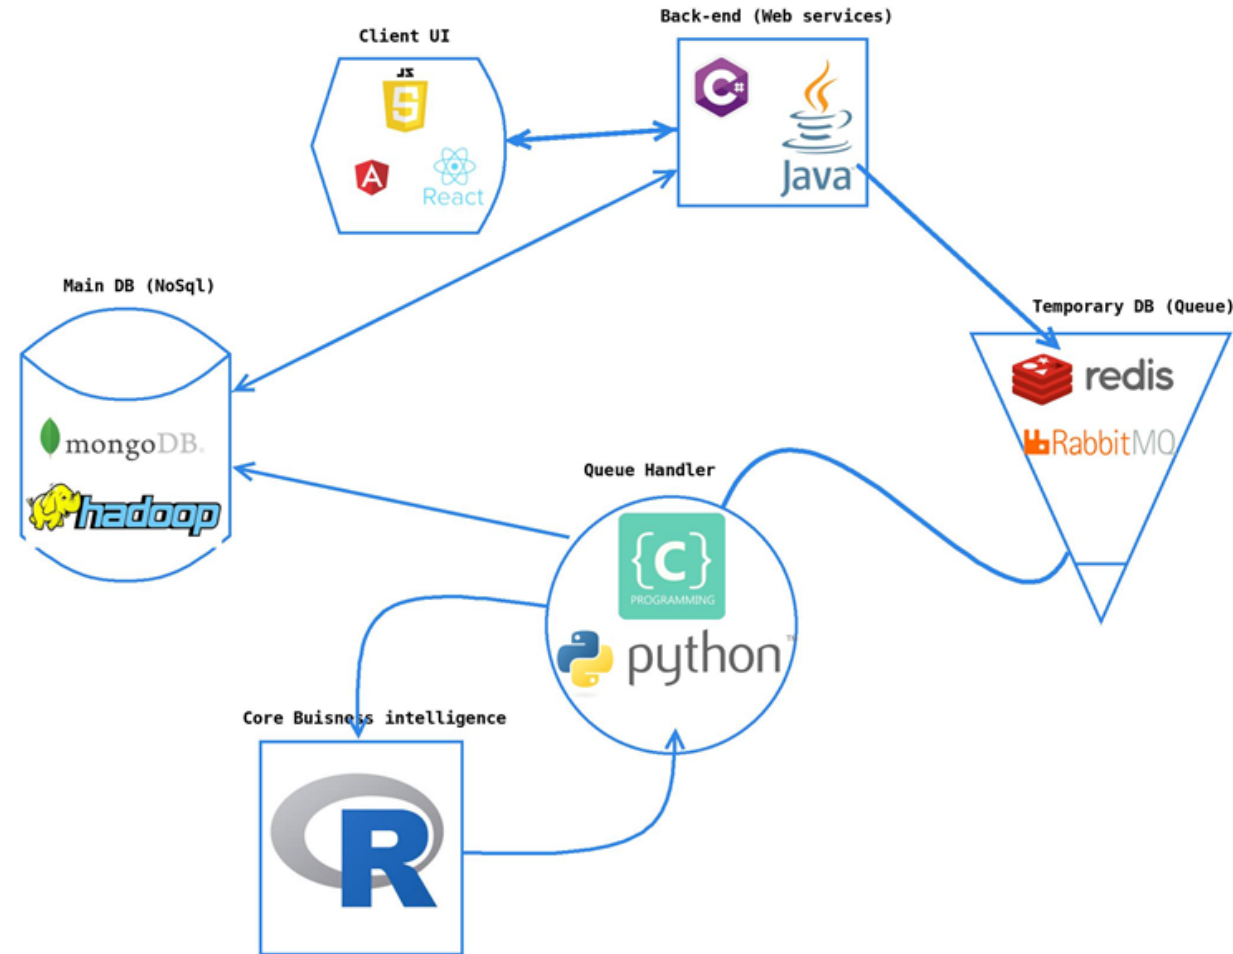 Back-end (Web services)
Client UI
JS
5
C#
Java
A
React
Main DB (NoSql)
Temporary DB (Queue)
redis
RabbitMQ
mongoDB.
hadoop
Queue Handler
{C}
PROGRAMMING
python™
Core Buisness intelligence
R